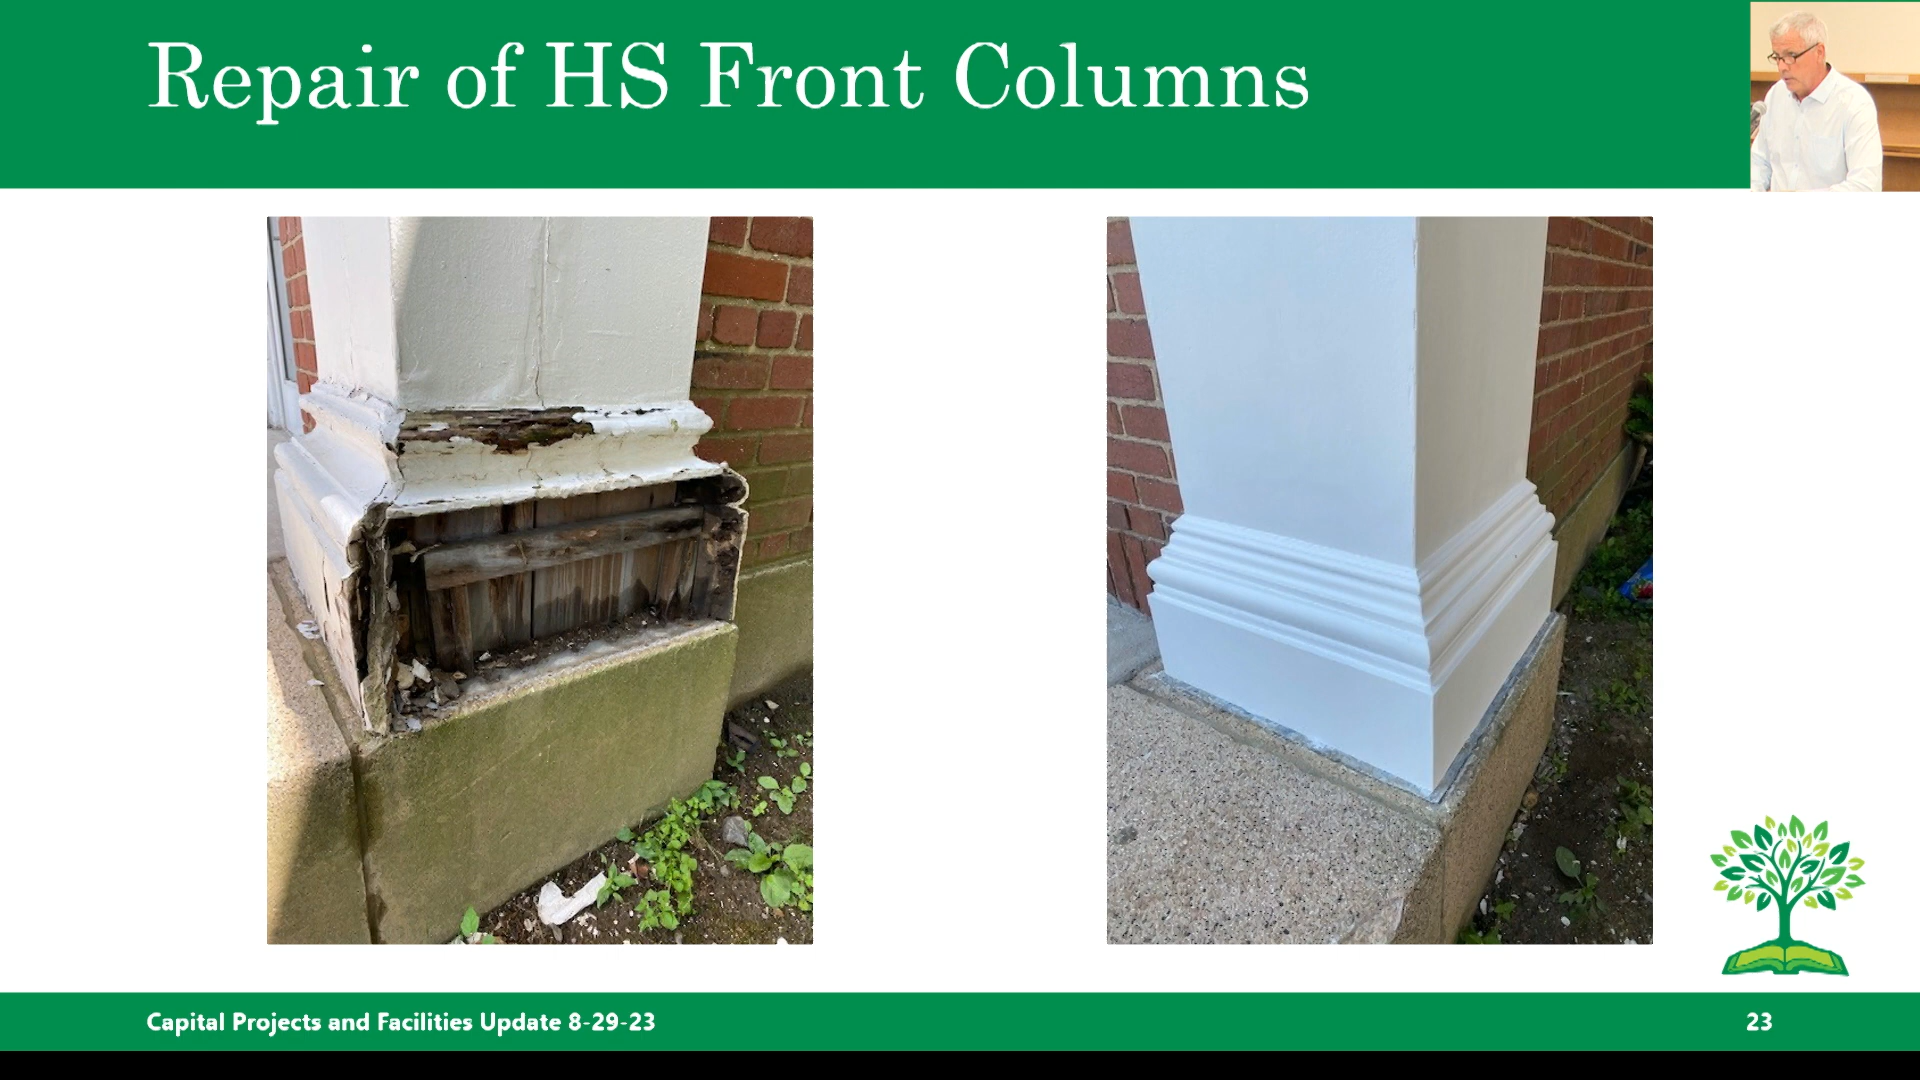 Repair of HS Front Columns
Capital Projects and Facilities Update 8-29-23
23